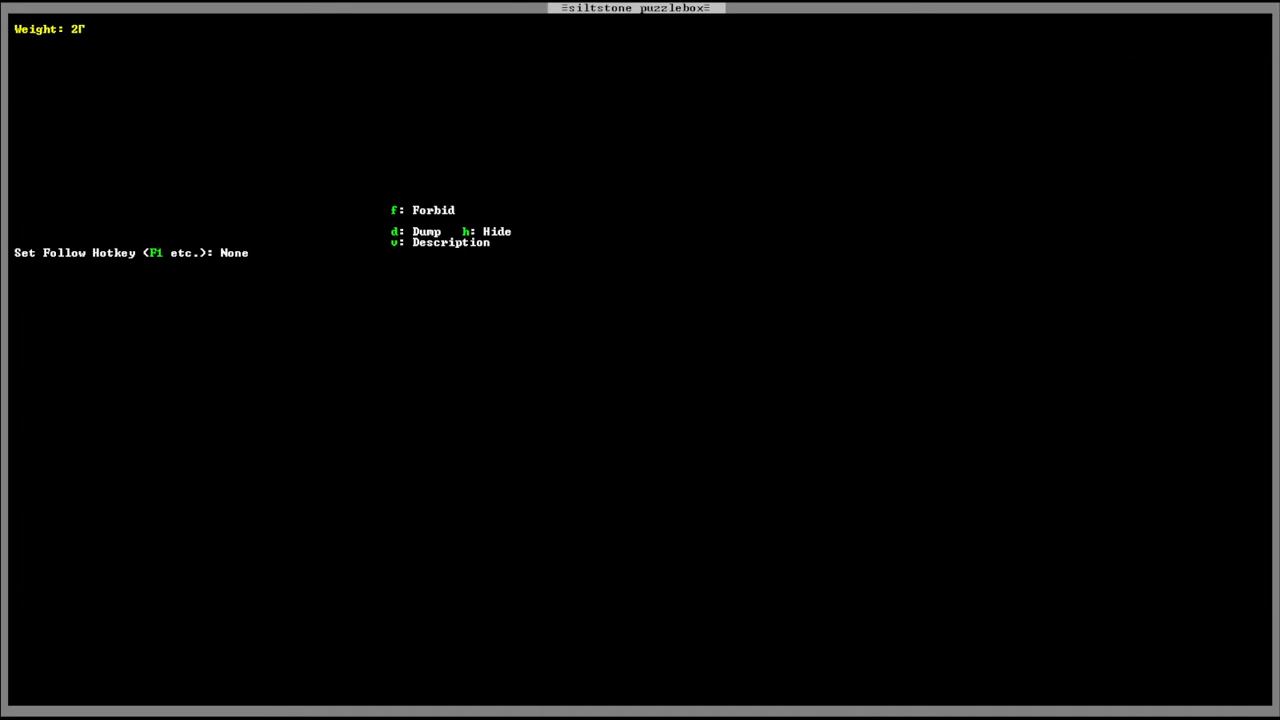 ≡siltstone puzzlebox≡
Weight: 2Γ
f: Forbid
d: Dump h: Hide
v: Description
Set Follow Hotkey (F1 etc.): None